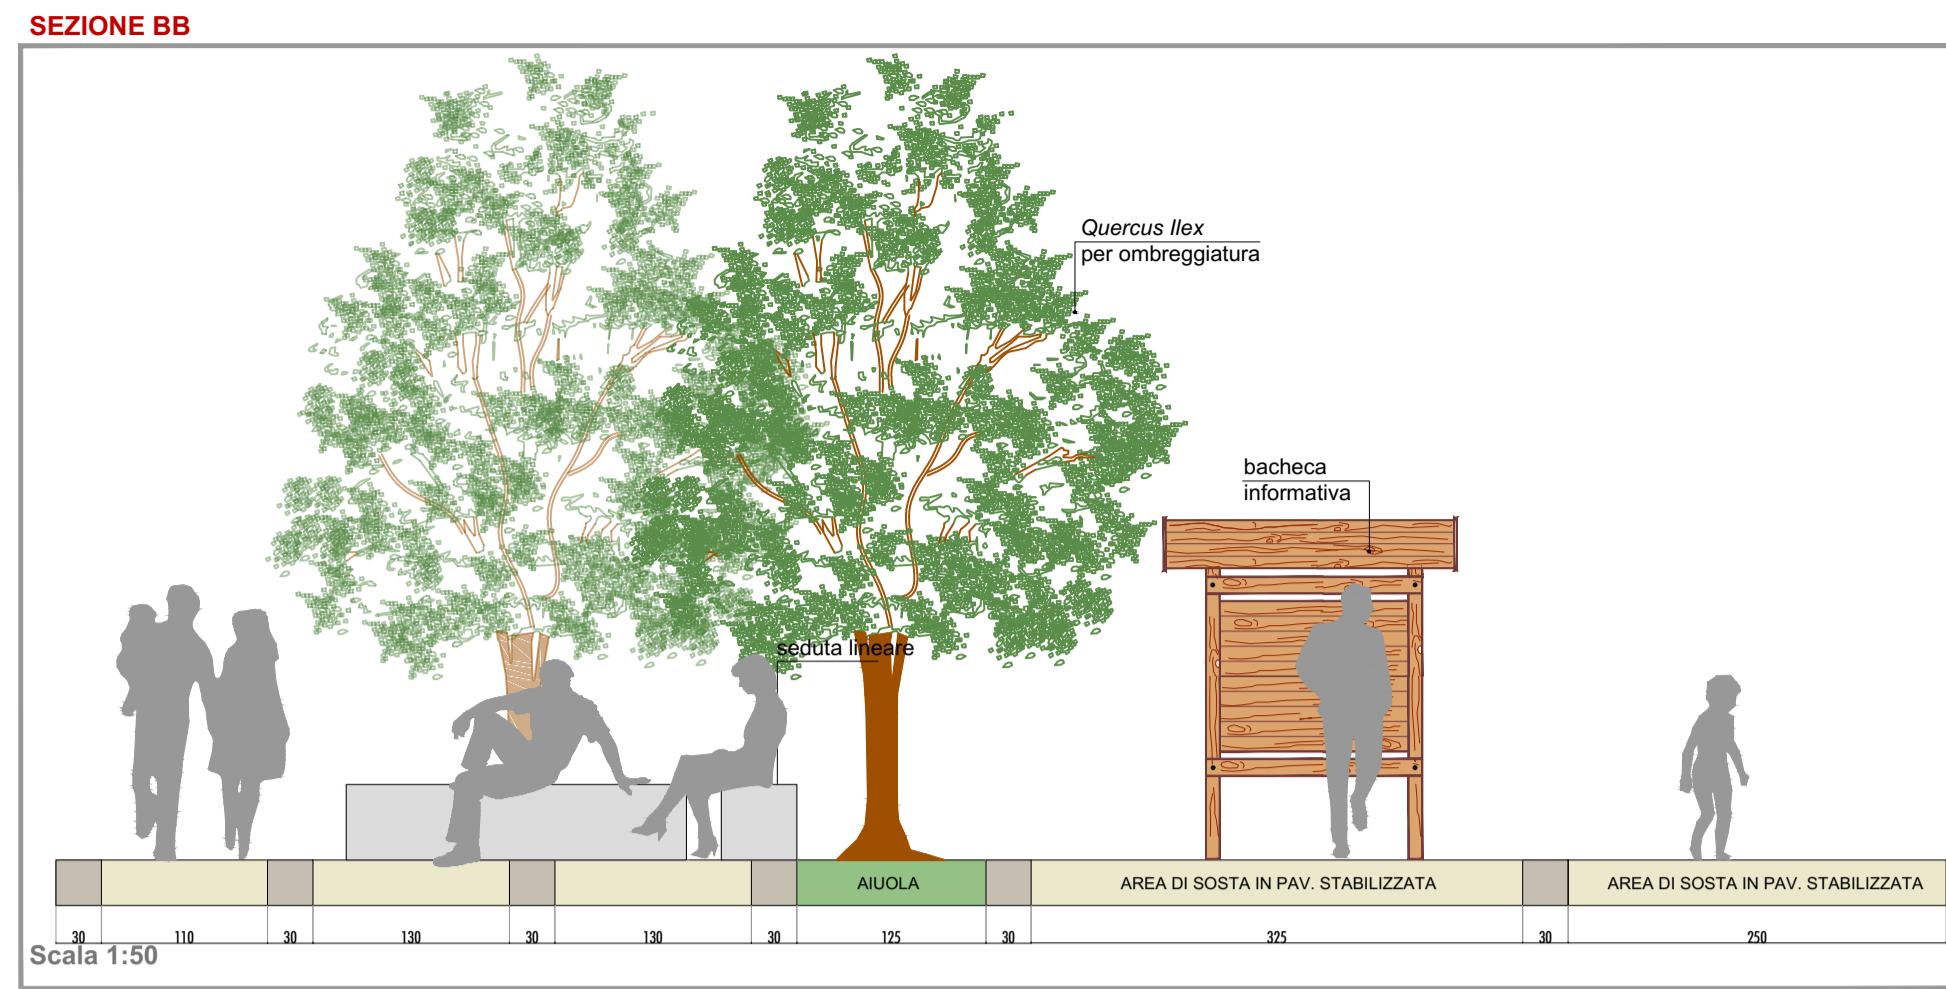 SEZIONE BB
Quercus Ilex
per ombreggiatura
bacheca
informativa
seduta lineare
AIUOLA
AREA DI SOSTA IN PAV. STABILIZZATA
AREA DI SOSTA IN PAV. STABILIZZATA
30 110 30 130 30 130 30 125 30 325 30 250
Scala 1:50